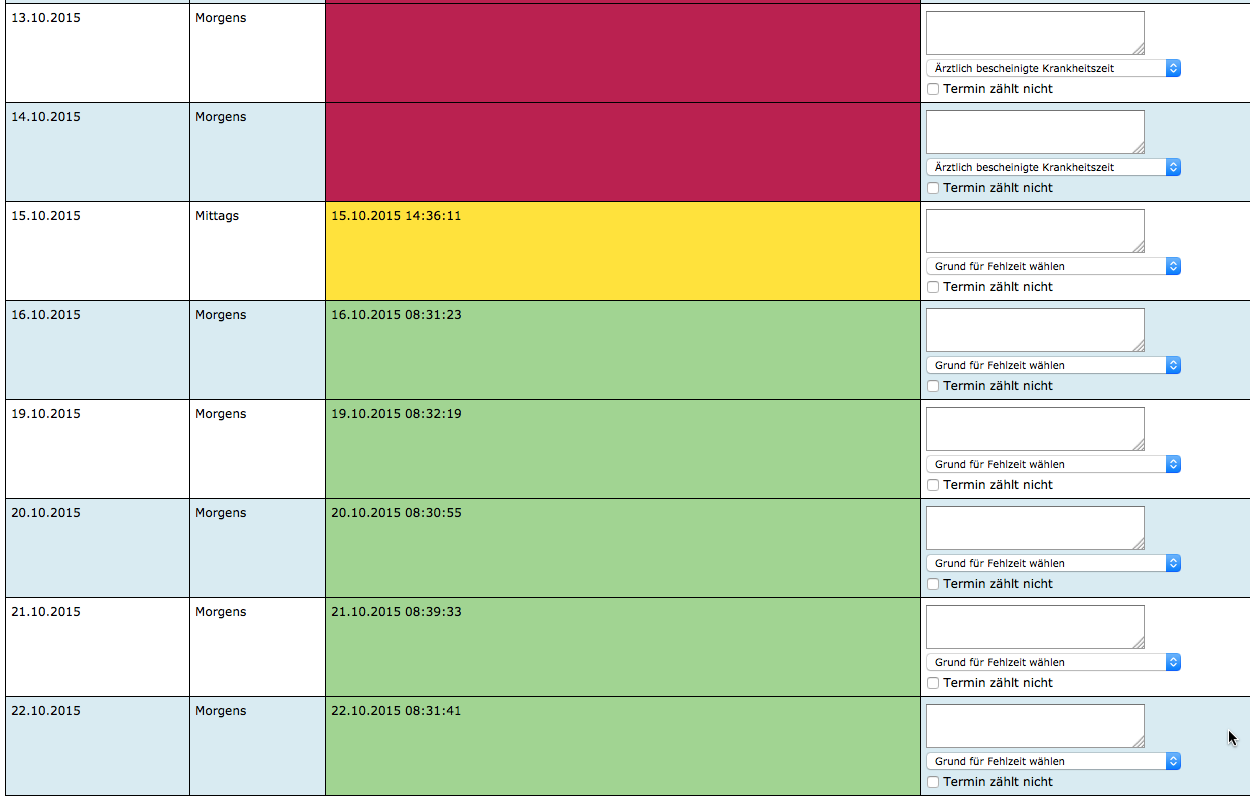 13.10.2015 Morgens
Ärztlich bescheinigte Krankheitszeit
Termin zählt nicht
14.10.2015 Morgens
Ärztlich bescheinigte Krankheitszeit
Termin zählt nicht
15.10.2015 Mittags 15.10.2015 14:36:11
Grund für Fehlzeit wählen
Termin zählt nicht
16.10.2015 Morgens 16.10.2015 08:31:23
Grund für Fehlzeit wählen
Termin zählt nicht
19.10.2015 Morgens 19.10.2015 08:32:19
Grund für Fehlzeit wählen
Termin zählt nicht
20.10.2015 Morgens 20.10.2015 08:30:55
Grund für Fehlzeit wählen
Termin zählt nicht
21.10.2015 Morgens 21.10.2015 08:39:33
Grund für Fehlzeit wählen
Termin zählt nicht
22.10.2015 Morgens 22.10.2015 08:31:41
Grund für Fehlzeit wählen
Termin zählt nicht